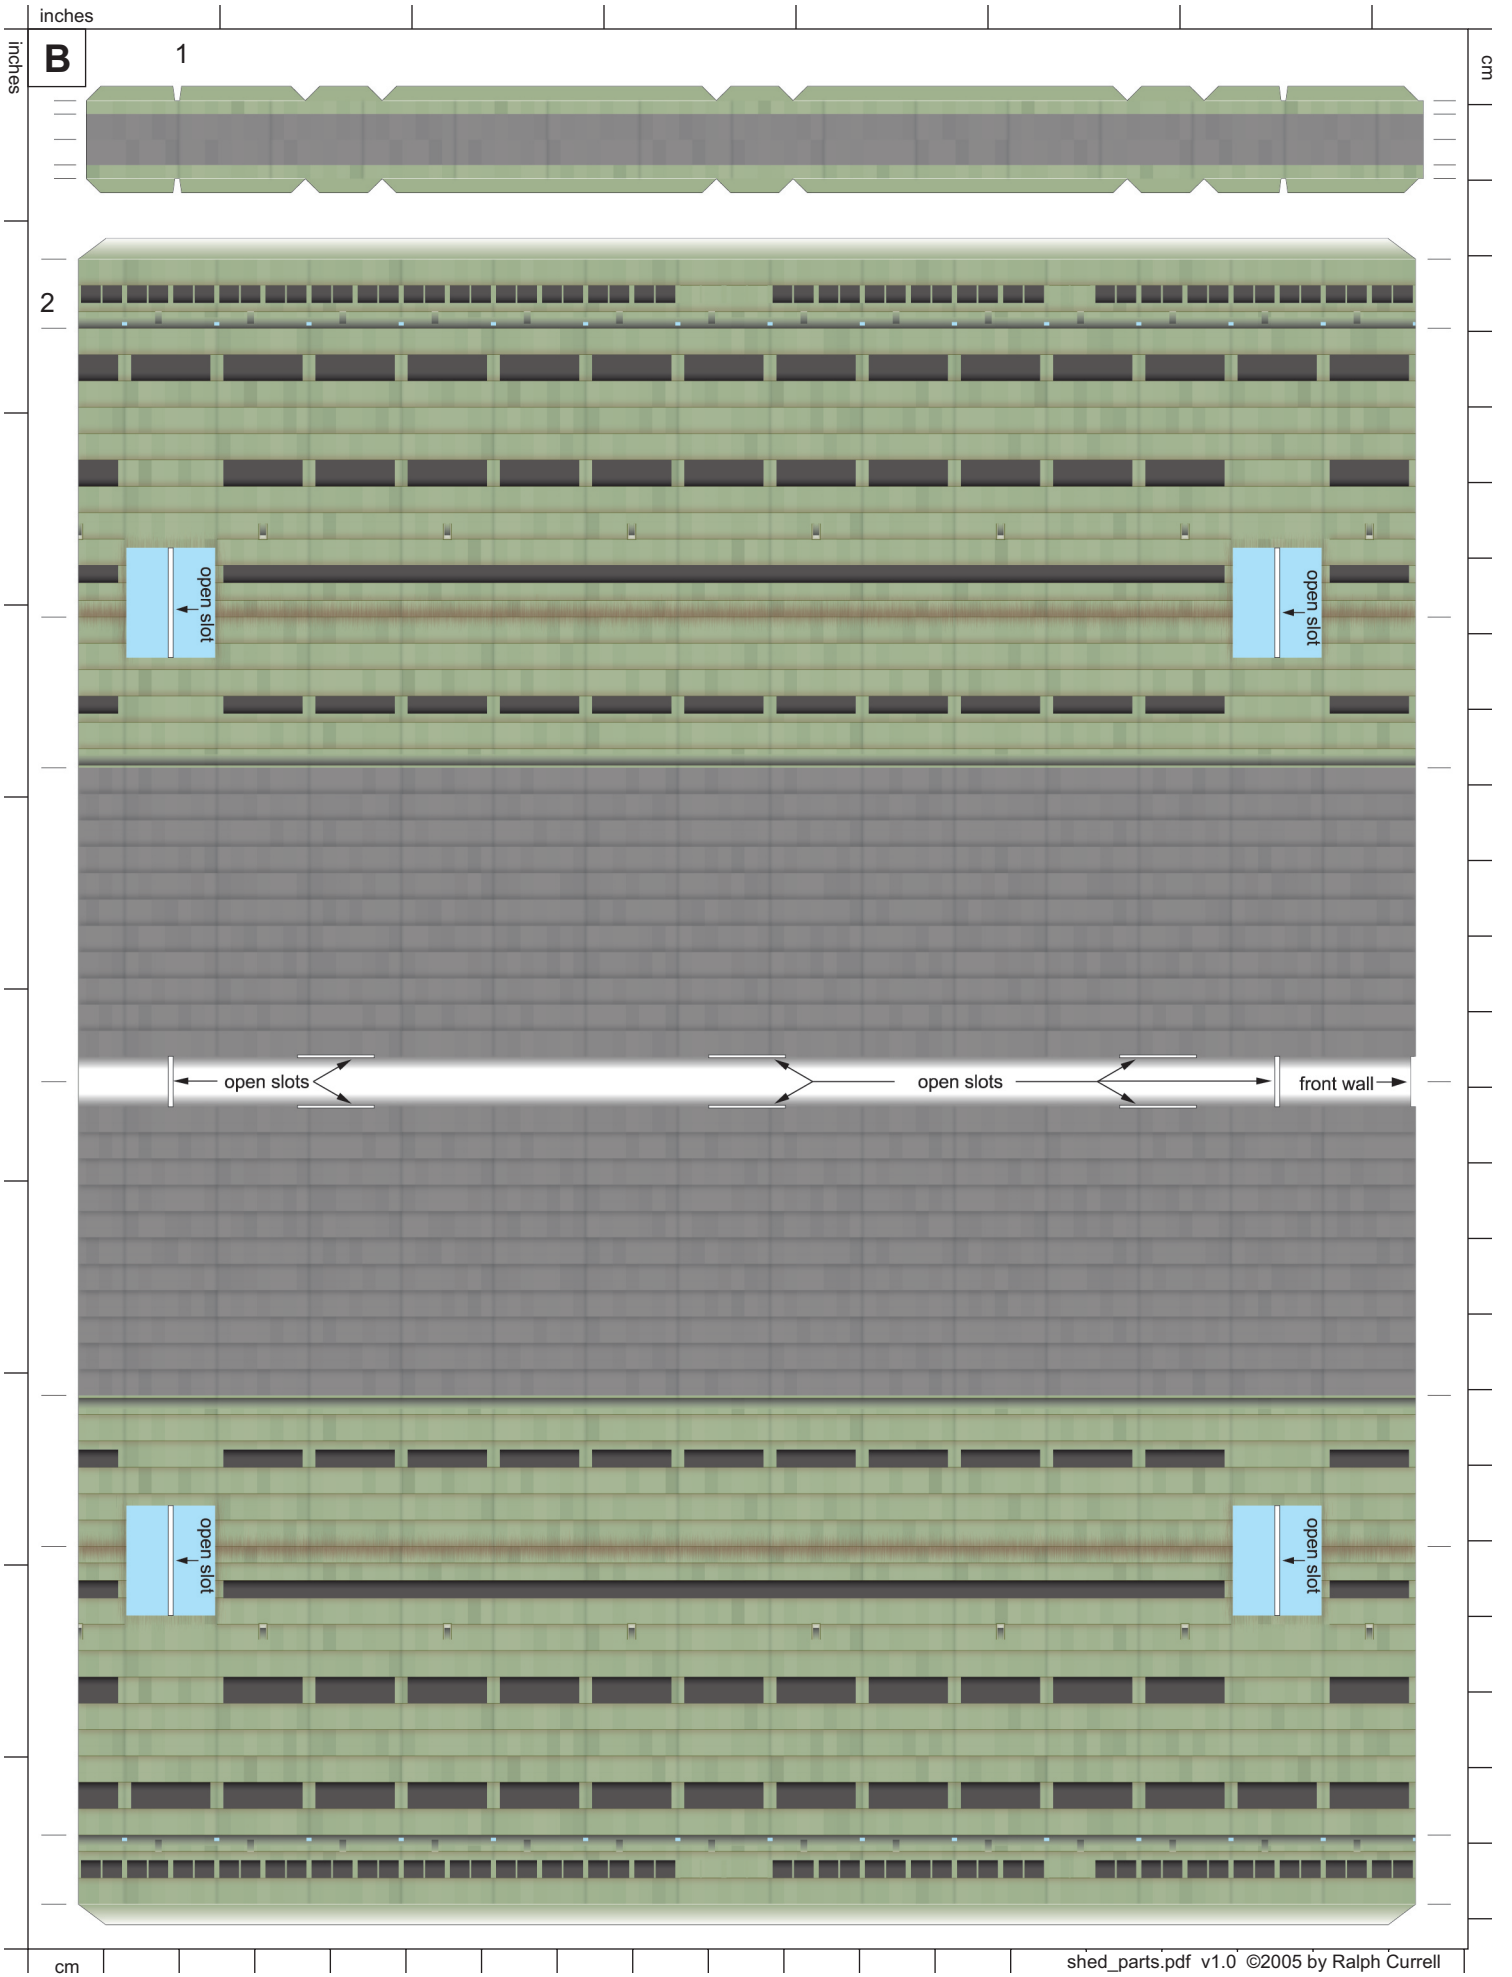 inches
inches
cm
B
1
2
open slot
open slot
open slots
open slots
front wall
open slot
open slot
cm
shed_parts.pdf v1.0 ©2005 by Ralph Currell